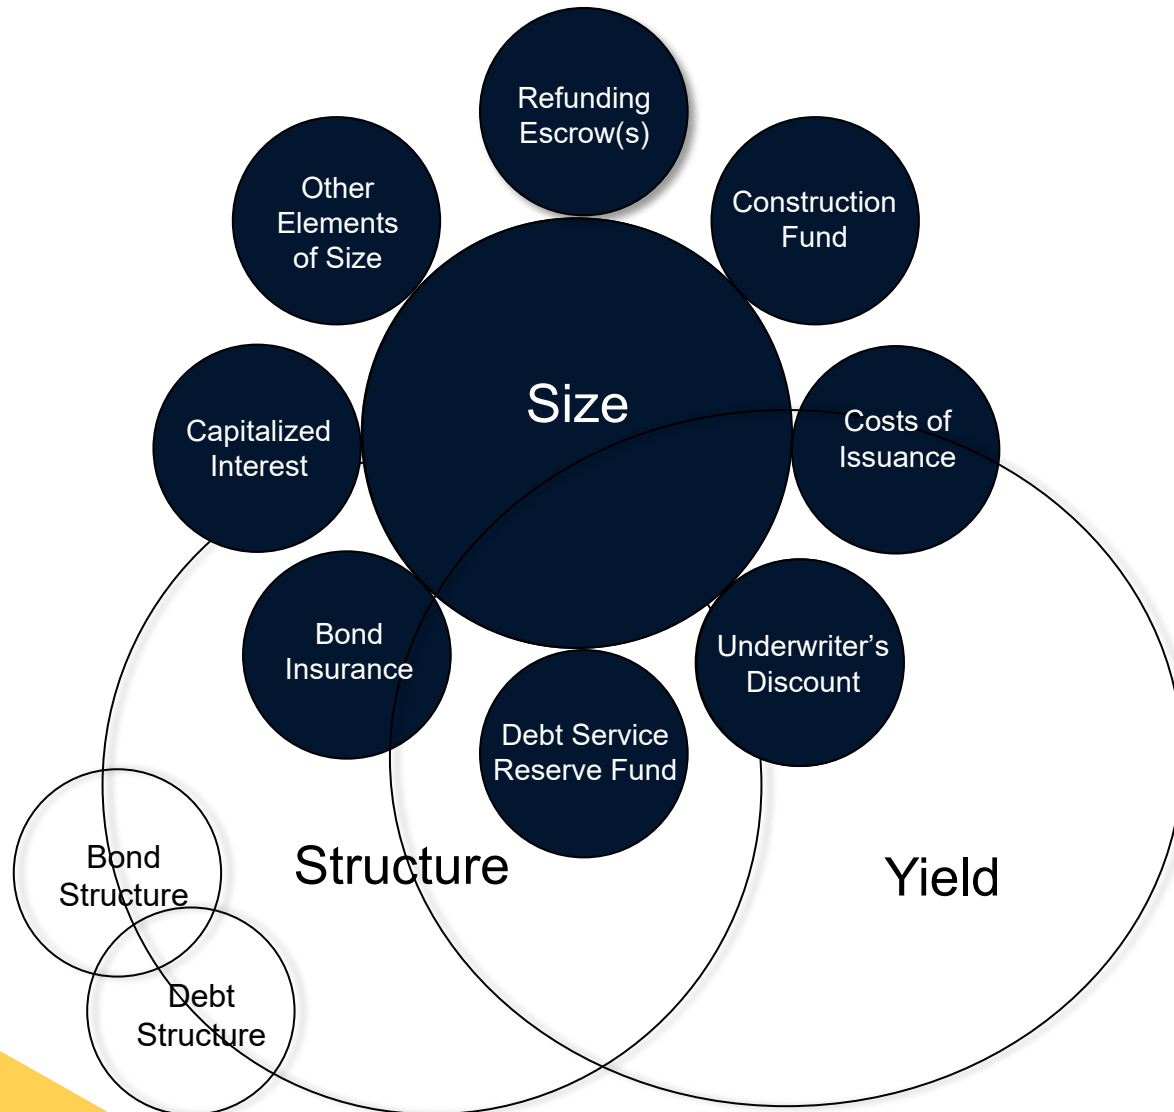 Refunding
Escrow(s)
Other
Elements
of Size
Construction
Fund
Size
Capitalized
Interest
Costs of
Issuance
Bond
Insurance
Underwriter’s
Discount
Debt Service
Reserve Fund
Structure
Yield
Bond
Structure
Debt
Structure